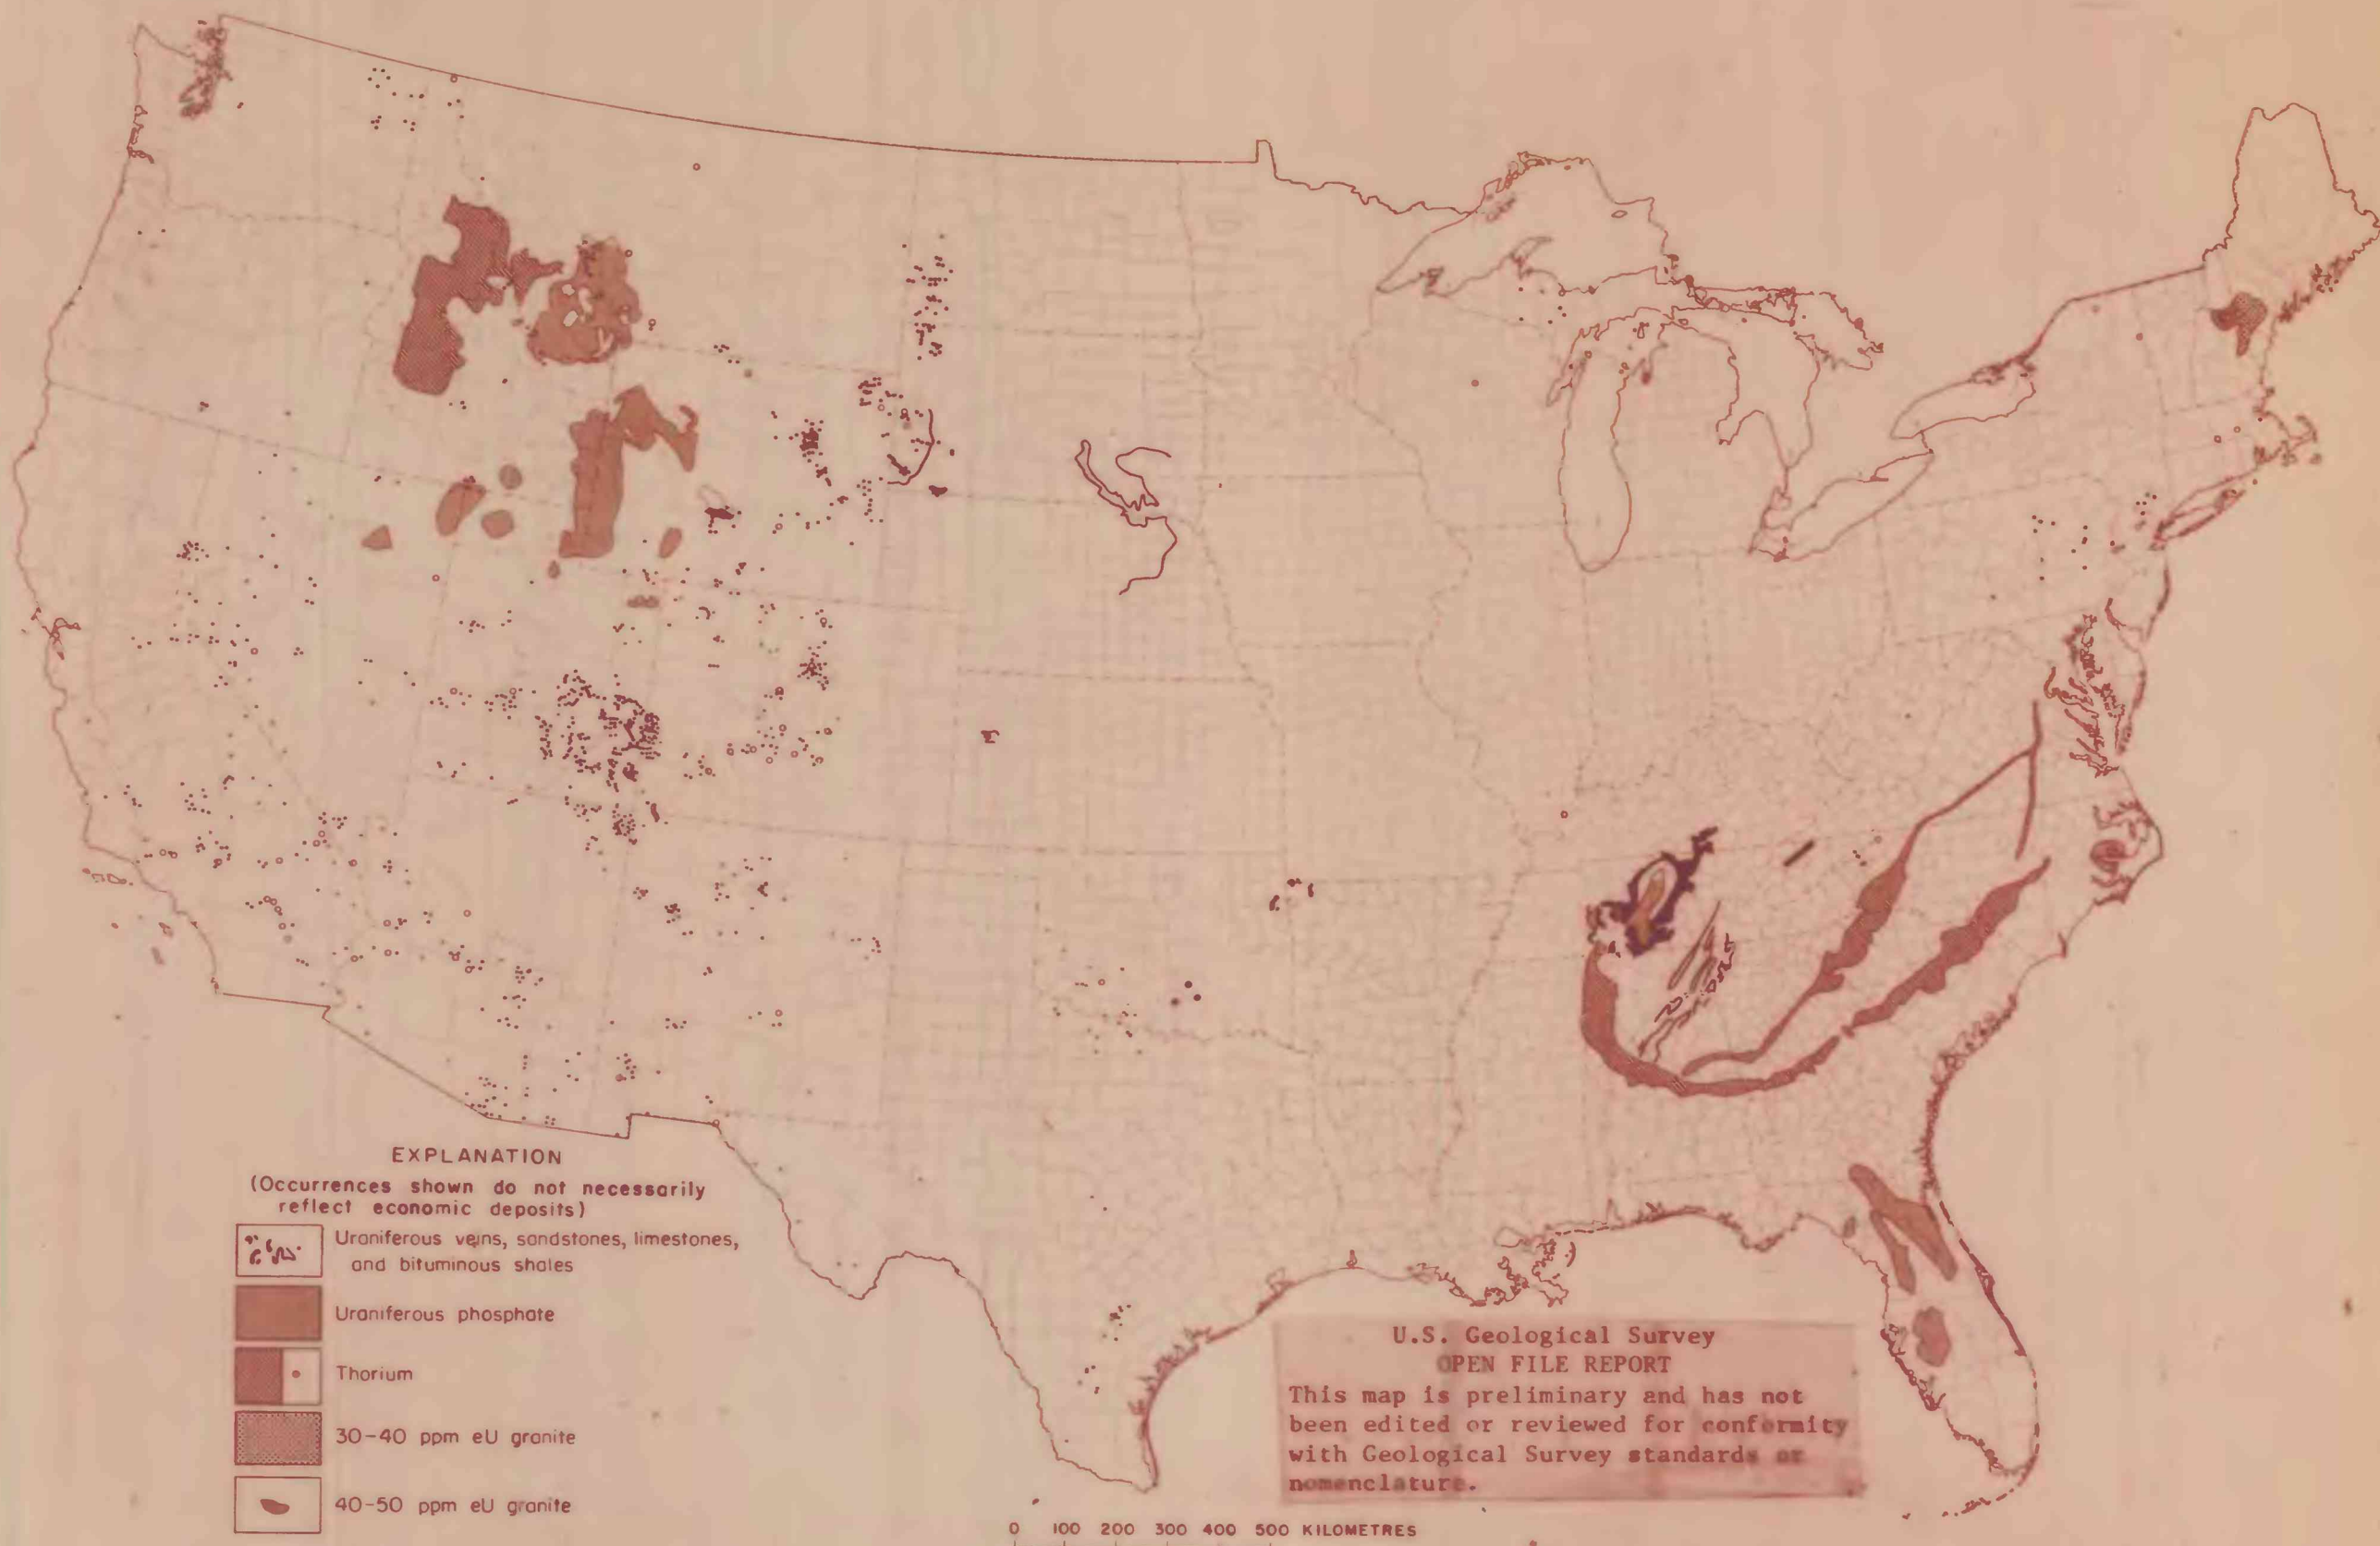 EXPLANATION
(Occurrences shown do not necessarily
reflect economic deposits)
Uraniferous veins, sandstones, limestones,
and bituminous shales
Uraniferous phosphate
Thorium
30-40 ppm eU granite
40-50 ppm eU granite
U.S. Geological Survey
OPEN FILE REPORT
This map is preliminary and has not
been edited or reviewed for conformity
with Geological Survey standards or
nomenclature.
0 100 200 300 400 500 KILOMETRES